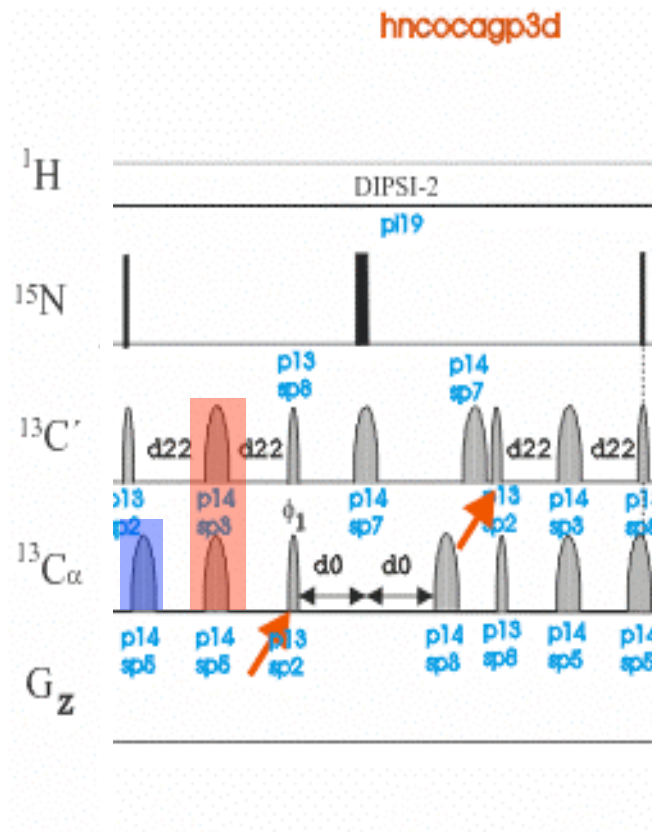 hncocagp3d
¹H
DIPSI-2
pl19
¹⁵N
p13
sp8
p14
sp7
¹³C´
d22
d22
d22
d22
p13
sp2
p14
sp3
ϕ₁
p14
sp7
p13
sp2
p14
sp3
¹³Cα
d0
d0
p14
sp5
p14
sp5
p13
sp2
p14
sp8
p13
sp8
p14
sp5
p14
sp5
G_z